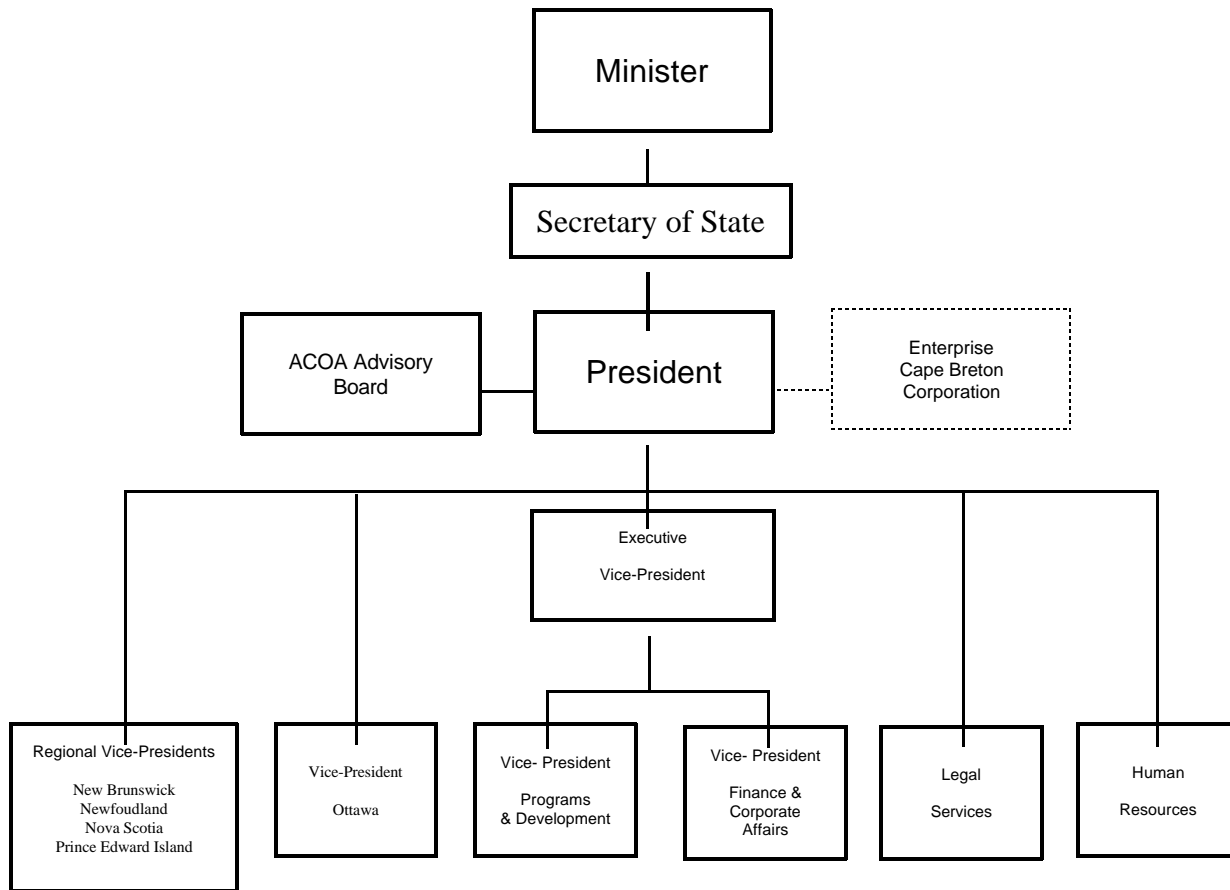 Minister
Secretary of State
ACOA Advisory
Board
President
Enterprise
Cape Breton
Corporation
Executive
Vice-President
Regional Vice-Presidents
New Brunswick
Newfoudland
Nova Scotia
Prince Edward Island
Vice-President
Ottawa
Vice- President
Programs
& Development
Vice- President
Finance &
Corporate
Affairs
Legal
Services
Human
Resources